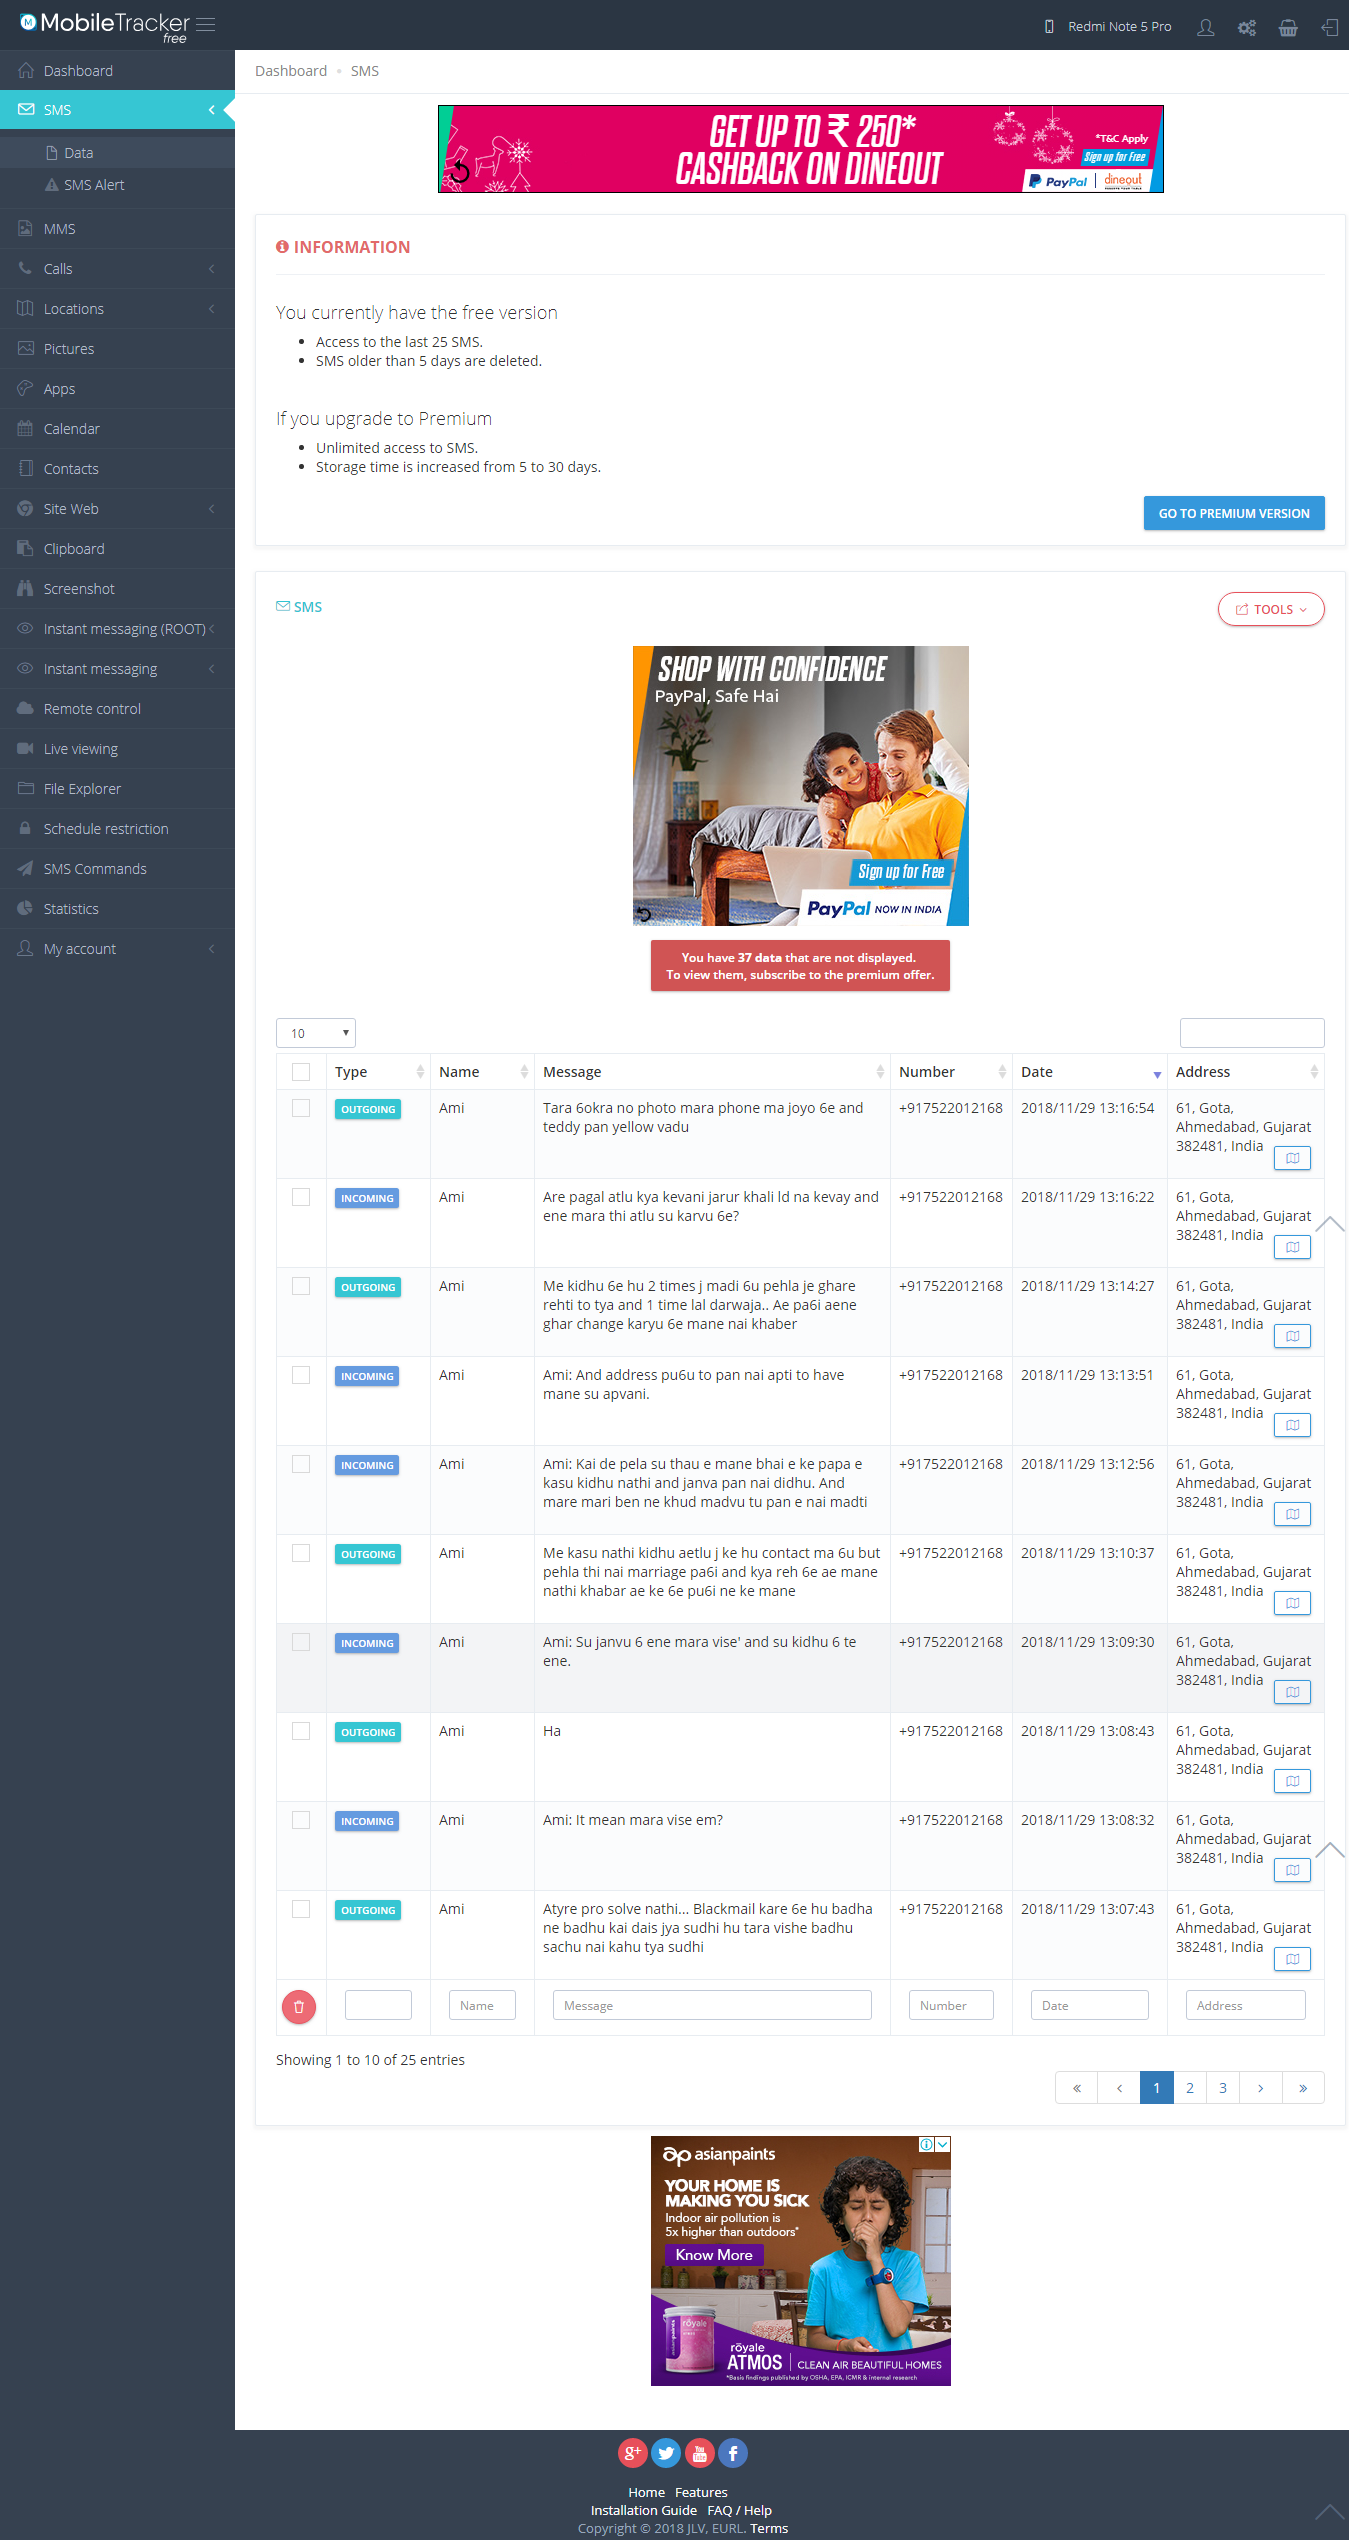 MobileTracker
free
Redmi Note 5 Pro
Dashboard
SMS
Data
SMS Alert
MMS
Calls
Locations
Pictures
Apps
Calendar
Contacts
Site Web
Clipboard
Screenshot
Instant messaging (ROOT)
Instant messaging
Remote control
Live viewing
File Explorer
Schedule restriction
SMS Commands
Statistics
My account
Dashboard • SMS
GET UP TO ₹ 250*
CASHBACK ON DINEOUT
*T&C Apply
Sign up for Free
PayPal | dineout
INFORMATION
You currently have the free version
• Access to the last 25 SMS.
• SMS older than 5 days are deleted.
If you upgrade to Premium
• Unlimited access to SMS.
• Storage time is increased from 5 to 30 days.
GO TO PREMIUM VERSION
SMS
TOOLS
SHOP WITH CONFIDENCE
PayPal, Safe Hai
Sign up for Free
PayPal NOW IN INDIA
You have 37 data that are not displayed.
To view them, subscribe to the premium offer.
10
Type Name Message Number Date Address
OUTGOING Ami Tara 6okra no photo mara phone ma joyo 6e and +917522012168 2018/11/29 13:16:54 61, Gota,
teddy pan yellow vadu Ahmedabad, Gujarat
382481, India
INCOMING Ami Are pagal atlu kya kevani jarur khali ld na kevay and +917522012168 2018/11/29 13:16:22 61, Gota,
ene mara thi atlu su karvu 6e? Ahmedabad, Gujarat
382481, India
OUTGOING Ami Me kidhu 6e hu 2 times j madi 6u pehla je ghare +917522012168 2018/11/29 13:14:27 61, Gota,
rehti to tya and 1 time lal darwaja.. Ae pa6i aene Ahmedabad, Gujarat
ghar change karyu 6e mane nai khaber 382481, India
INCOMING Ami Ami: And address pu6u to pan nai apti to have +917522012168 2018/11/29 13:13:51 61, Gota,
mane su apvani. Ahmedabad, Gujarat
382481, India
INCOMING Ami Ami: Kai de pela su thau e mane bhai e ke papa e +917522012168 2018/11/29 13:12:56 61, Gota,
kasu kidhu nathi and janva pan nai didhu. And Ahmedabad, Gujarat
mare mari ben ne khud madvu tu pan e nai madti 382481, India
OUTGOING Ami Me kasu nathi kidhu aetlu j ke hu contact ma 6u but +917522012168 2018/11/29 13:10:37 61, Gota,
pehla thi nai marriage pa6i and kya reh 6e ae mane Ahmedabad, Gujarat
nathi khabar ae ke 6e pu6i ne ke mane 382481, India
INCOMING Ami Ami: Su janvu 6 ene mara vise' and su kidhu 6 te +917522012168 2018/11/29 13:09:30 61, Gota,
ene. Ahmedabad, Gujarat
382481, India
OUTGOING Ami Ha +917522012168 2018/11/29 13:08:43 61, Gota,
Ahmedabad, Gujarat
382481, India
INCOMING Ami Ami: It mean mara vise em? +917522012168 2018/11/29 13:08:32 61, Gota,
Ahmedabad, Gujarat
382481, India
OUTGOING Ami Atyre pro solve nathi... Blackmail kare 6e hu badha +917522012168 2018/11/29 13:07:43 61, Gota,
ne badhu kai dais jya sudhi hu tara vishe badhu Ahmedabad, Gujarat
sachu nai kahu tya sudhi 382481, India
Name Message Number Date Address
Showing 1 to 10 of 25 entries
« ‹ 1 2 3 › »
asianpaints
YOUR HOME IS
MAKING YOU SICK
Indoor air pollution is
5x higher than outdoors*
Know More
röyale
röyale
ATMOS | CLEAN AIR BEAUTIFUL HOMES
*Basic findings published by OSHA, EPA, ICMR & internal research
Home Features
Installation Guide FAQ / Help
Copyright © 2018 JLV, EURL. Terms